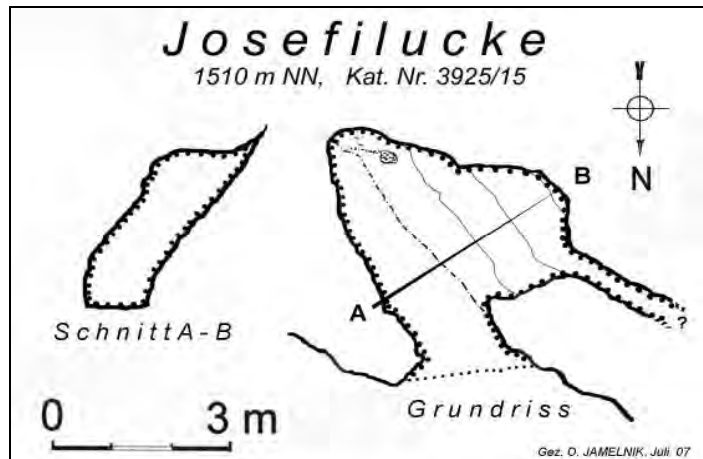 Josefilucke
1510 m NN, Kat. Nr. 3925/15
N
B
A
?
Schnitt A-B
Grundriss
0 3 m
Gez. O. JAMELNIK, Juli 07